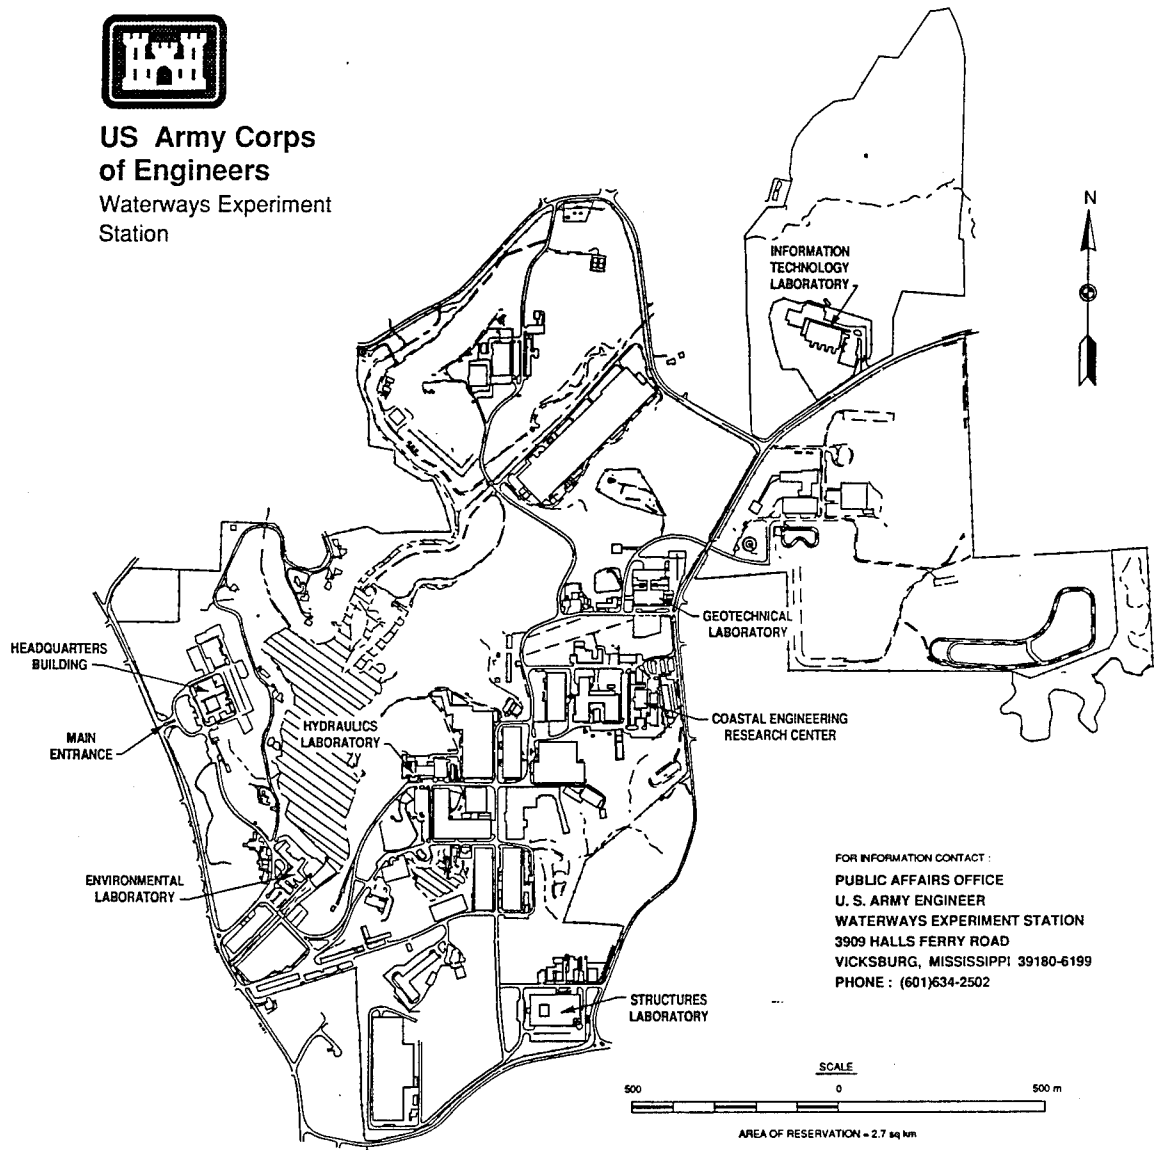 US Army Corps
of Engineers
Waterways Experiment
Station
N
INFORMATION
TECHNOLOGY
LABORATORY
GEOTECHNICAL
LABORATORY
HEADQUARTERS
BUILDING
MAIN
ENTRANCE
HYDRAULICS
LABORATORY
COASTAL ENGINEERING
RESEARCH CENTER
ENVIRONMENTAL
LABORATORY
STRUCTURES
LABORATORY
FOR INFORMATION CONTACT :
PUBLIC AFFAIRS OFFICE
U. S. ARMY ENGINEER
WATERWAYS EXPERIMENT STATION
3909 HALLS FERRY ROAD
VICKSBURG, MISSISSIPPI 39180-6199
PHONE : (601)634-2502
SCALE
500 0 500 m
AREA OF RESERVATION = 2.7 sq km